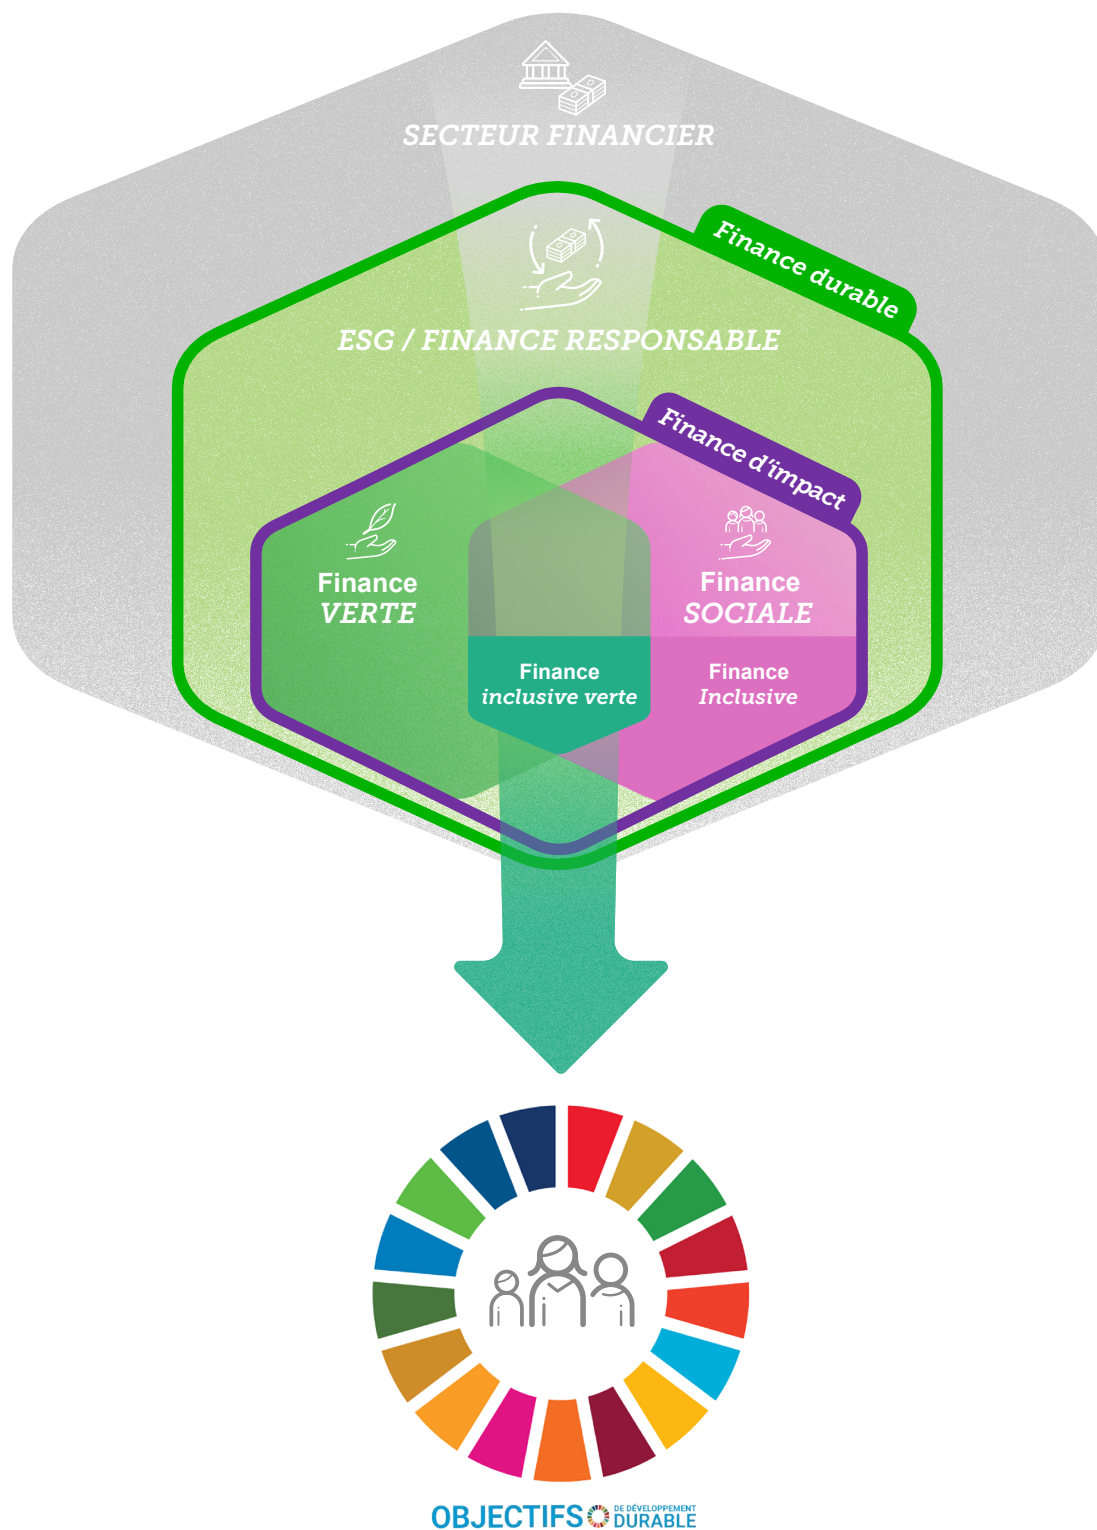 SECTEUR FINANCIER
Finance durable
ESG / FINANCE RESPONSABLE
Finance d'impact
Finance
VERTE
Finance
SOCIALE
Finance
inclusive verte
Finance
Inclusive
OBJECTIFS
DE DÉVELOPPEMENT
DURABLE